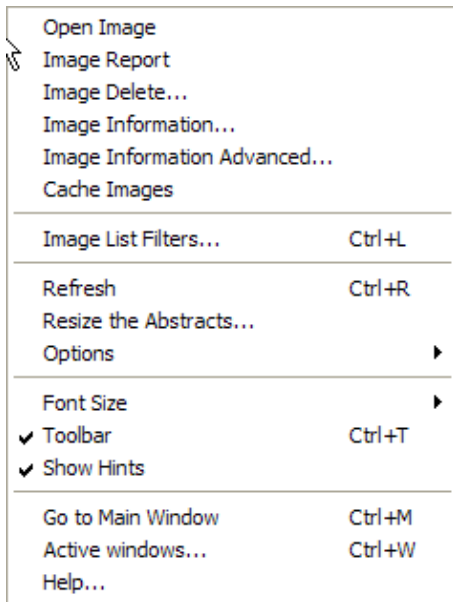 Open Image
Image Report
Image Delete...
Image Information...
Image Information Advanced...
Cache Images
Image List Filters... Ctrl+L
Refresh Ctrl+R
Resize the Abstracts...
Options
Font Size
Toolbar Ctrl+T
Show Hints
Go to Main Window Ctrl+M
Active windows... Ctrl+W
Help...